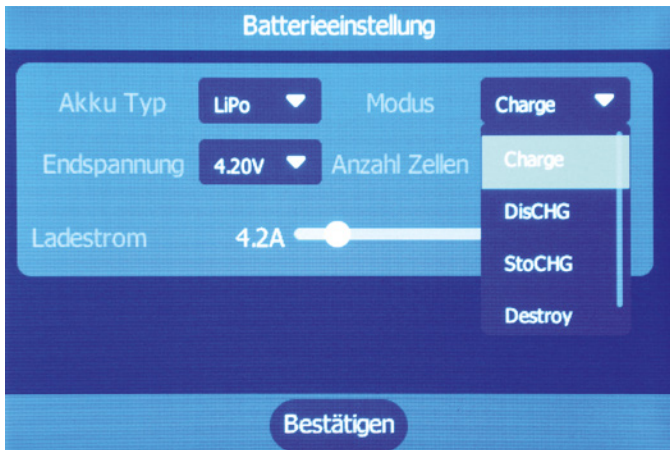 Batterieeinstellung
Akku Typ LiPo Modus Charge
Endspannung 4.20V Anzahl Zellen Charge
DisCHG
Ladestrom 4.2A
StoCHG
Destroy
Bestätigen